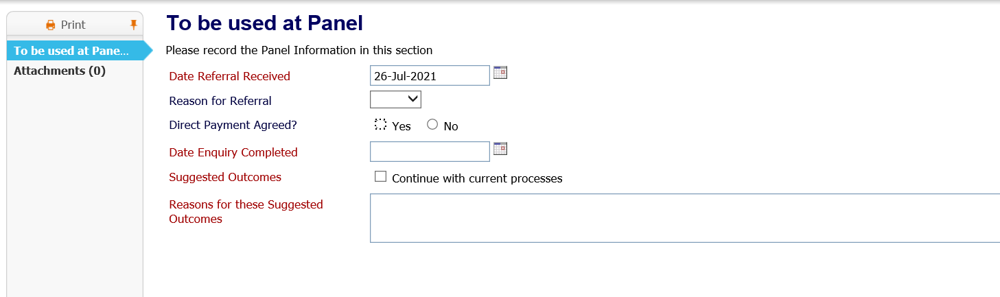 Print
To be used at Pane...
Attachments (0)
To be used at Panel
Please record the Panel Information in this section
Date Referral Received 26-Jul-2021
Reason for Referral
Direct Payment Agreed? Yes No
Date Enquiry Completed
Suggested Outcomes Continue with current processes
Reasons for these Suggested
Outcomes